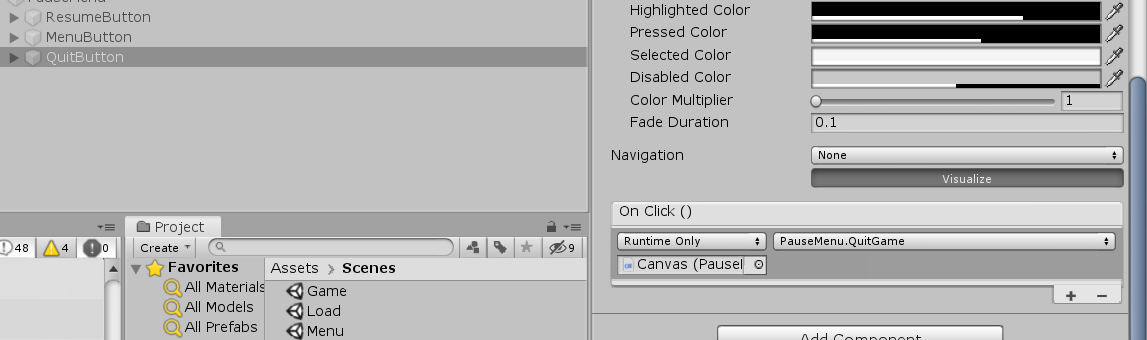 ResumeButton
MenuButton
QuitButton
Highlighted Color
Pressed Color
Selected Color
Disabled Color
Color Multiplier
1
Fade Duration
0.1
Navigation
None
Visualize
On Click ()
Runtime Only
PauseMenu.QuitGame
Canvas (Pause
48
4
0
Project
Create
9
Favorites
All Materials
All Models
All Prefabs
Assets > Scenes
Game
Load
Menu
Add Component